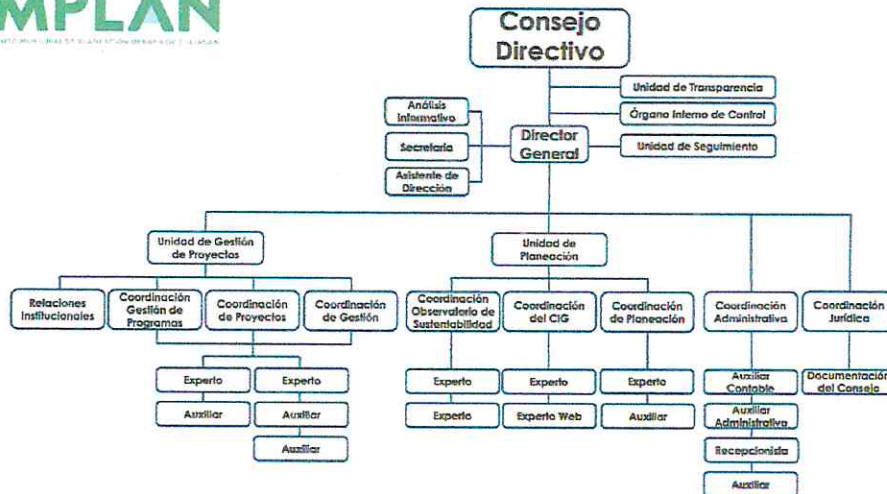 MPLAN
Consejo
Directivo
Unidad de Transparencia
Análisis
Informativo
Órgano Interno de Control
Director
General
Secretaria
Unidad de Seguimiento
Asistente de
Dirección
Unidad de Gestión
de Proyectos
Unidad de
Planeación
Relaciones
Institucionales
Coordinación
Gestión de
Programas
Coordinación
de Proyectos
Coordinación
de Gestión
Coordinación
Observatorio de
Sustentabilidad
Coordinación
del CIG
Coordinación
de Planeación
Coordinación
Administrativa
Coordinación
Jurídica
Experto
Experto
Experto
Experto
Experto
Auxiliar
Contable
Documentación
del Consejo
Auxiliar
Auxiliar
Experto
Experto Web
Auxiliar
Auxiliar
Administrativa
Auxiliar
Recepcionista
Auxiliar